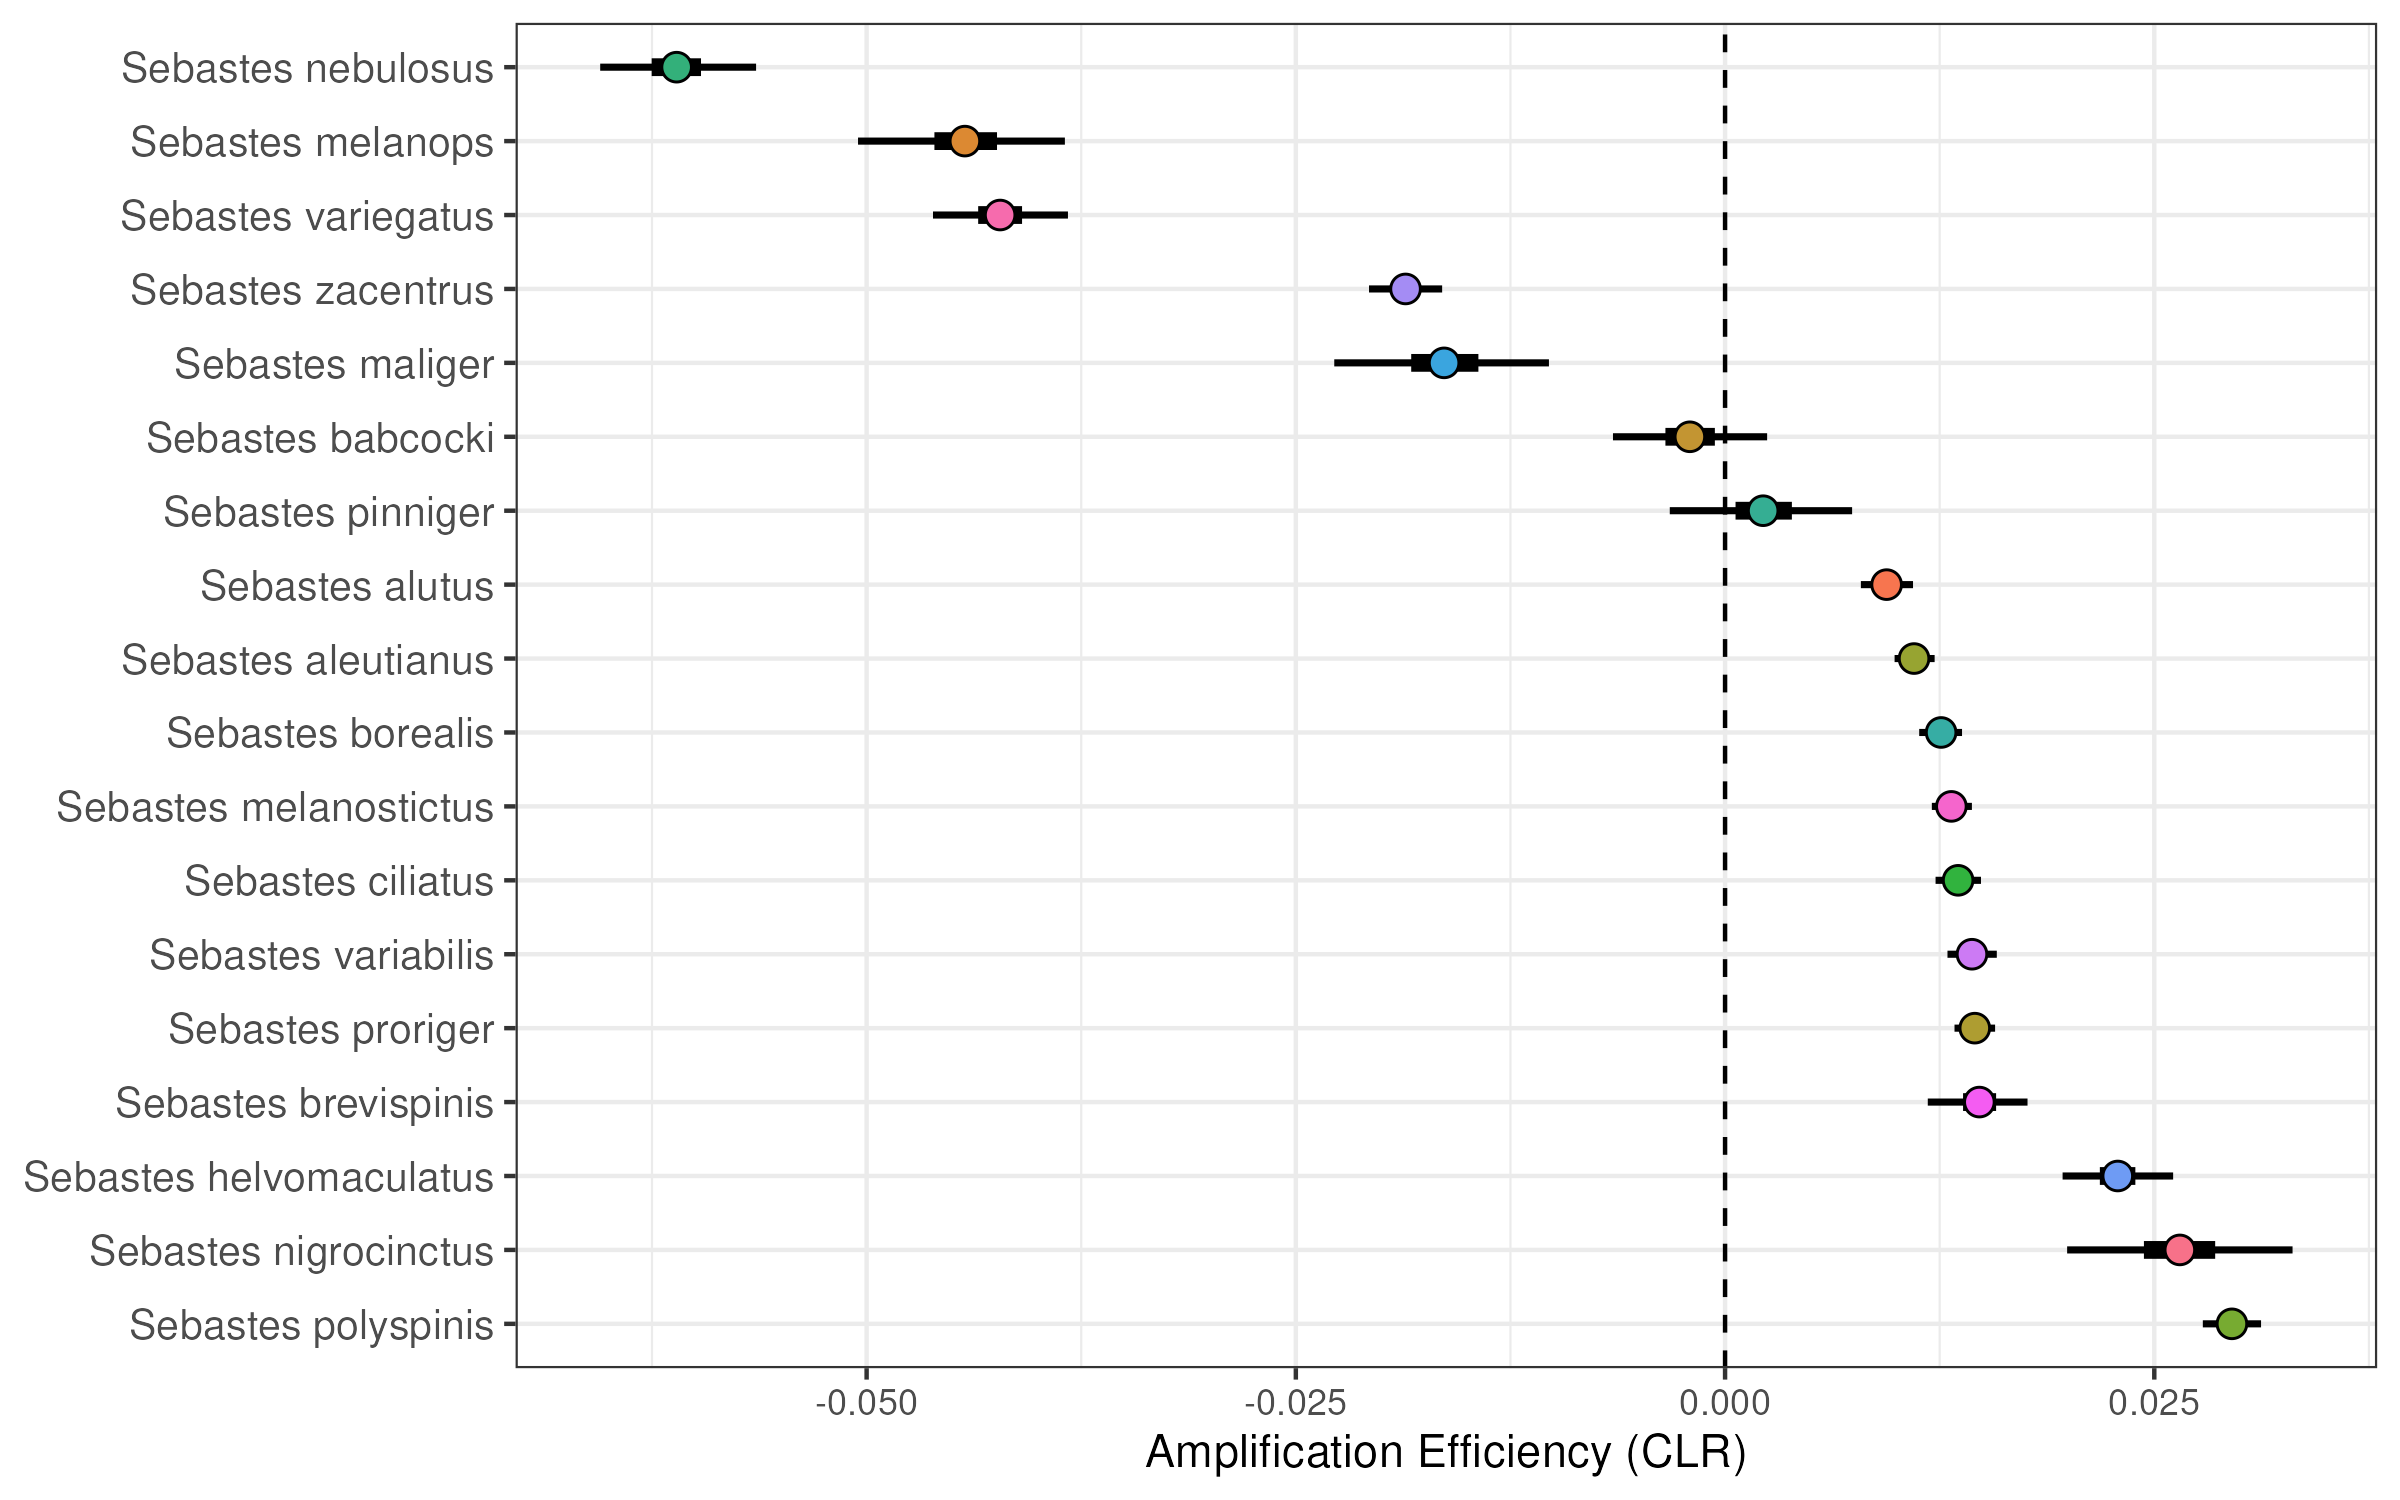 Sebastes nebulosus
Sebastes melanops
Sebastes variegatus
Sebastes zacentrus
Sebastes maliger
Sebastes babcocki
Sebastes pinniger
Sebastes alutus
Sebastes aleutianus
Sebastes borealis
Sebastes melanostictus
Sebastes ciliatus
Sebastes variabilis
Sebastes proriger
Sebastes brevispinis
Sebastes helvomaculatus
Sebastes nigrocinctus
Sebastes polyspinis
-0.050 -0.025 0.000 0.025
Amplification Efficiency (CLR)